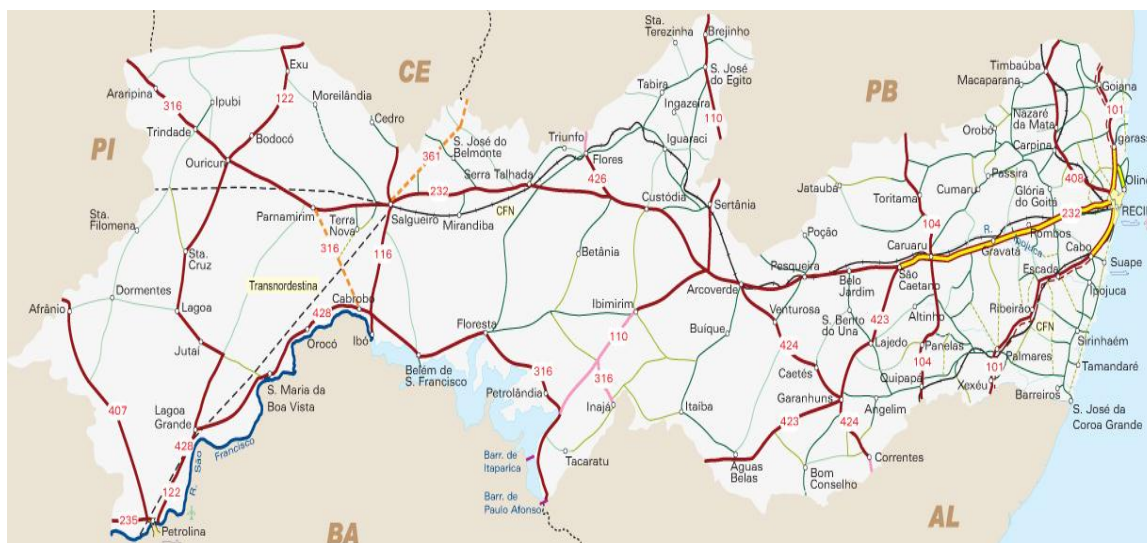 Sta.
Terezinha
Brejinho
S. José
do Egito
CE
Exu
Timbaúba
Macaparana
Goiana
Araripina
316
Ipubi
122
Moreilândia
Tabira
Ingazeira
110
PB
Nazaré
da Mata
101
Trindade
Bodocó
Cedro
361
S. José do
Belmonte
Triunfo
Iguaraci
Orobó
Carpina
Igarass
PI
Ouricuri
Serra Talhada
Flores
426
Passira
408
Olin
232
Custódia
Jatauba
Toritama
Cumaru
Glória
do Goitá
232
RECI
Parnamirim
Terra
Nova
Salgueiro
Mirandiba
CFN
Sertânia
104
Sta.
Filomena
316
116
Betânia
Poção
Caruaru
R.
Ipojuca
Gravatá
Pombos
Cabo
Suape
Sta.
Cruz
Transnordestina
Pesqueira
Escada
Dormentes
Cabrobo
Arcoverde
Belo
Jardim
São
Caetano
Ipojuca
Afrânio
Lagoa
428
Ibimirim
Venturosa
423
Altinho
Ribeirão
Orocó
Ibó
Floresta
110
Buíque
S. Bento
do Una
CFN
Sirinhaém
Jutaí
424
Lajedo
Panelas
Belém de
S. Francisco
316
316
Caetés
104
101
Palmares
Tamandaré
S. Maria da
Boa Vista
Petrolândia
Inajá
Itaíba
Quipapá
Xexéu
Barreiros
407
Lagoa
Grande
Garanhuns
Angelim
S. José da
Coroa Grande
428
R. São
Francisco
423
424
Barr. de
Itaparica
Tacaratu
Águas
Belas
Correntes
Bom
Conselho
122
Barr. de
Paulo Afonso
235
Petrolina
BA
AL